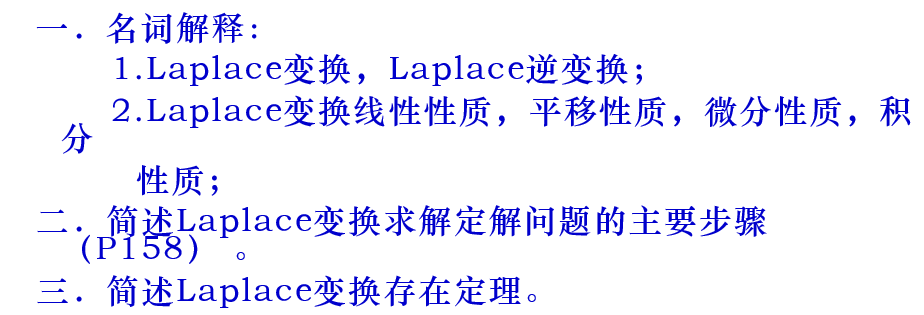 一．名词解释:
1.Laplace变换，Laplace逆变换；
2.Laplace变换线性性质，平移性质，微分性质，积
分
性质；
二．简述Laplace变换求解定解问题的主要步骤
（P158）。
三．简述Laplace变换存在定理。